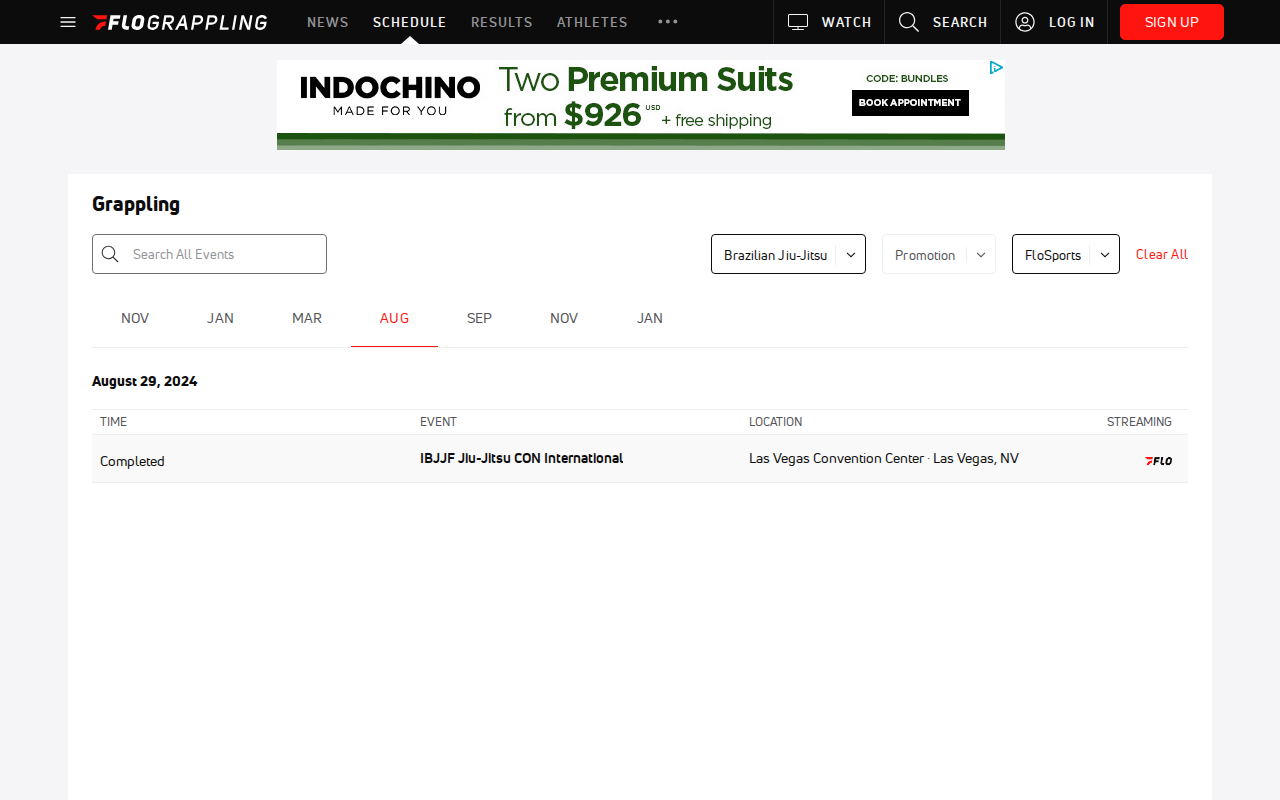 FLOGRAPPLING NEWS SCHEDULE RESULTS ATHLETES WATCH SEARCH LOG IN SIGN UP
INDOCHINO
MADE FOR YOU
Two Premium Suits
from $926 USD + free shipping
CODE: BUNDLES
BOOK APPOINTMENT
Grappling
Search All Events Brazilian Jiu-Jitsu Promotion FloSports Clear All
NOV JAN MAR AUG SEP NOV JAN
August 29, 2024
TIME EVENT LOCATION STREAMING
Completed IBJJF Jiu-Jitsu CON International Las Vegas Convention Center · Las Vegas, NV FLO